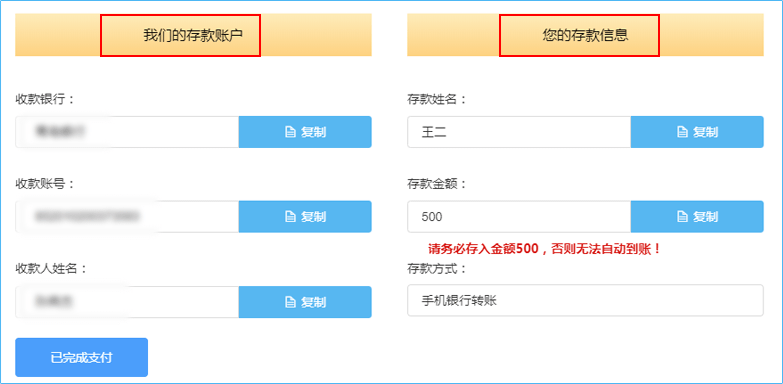 我们的存款账户
您的存款信息
收款银行：
复制
存款姓名：
王二
复制
收款账号：
复制
存款金额：
500
复制
请务必存入金额500，否则无法自动到账！
收款人姓名：
复制
存款方式：
手机银行转账
已完成支付